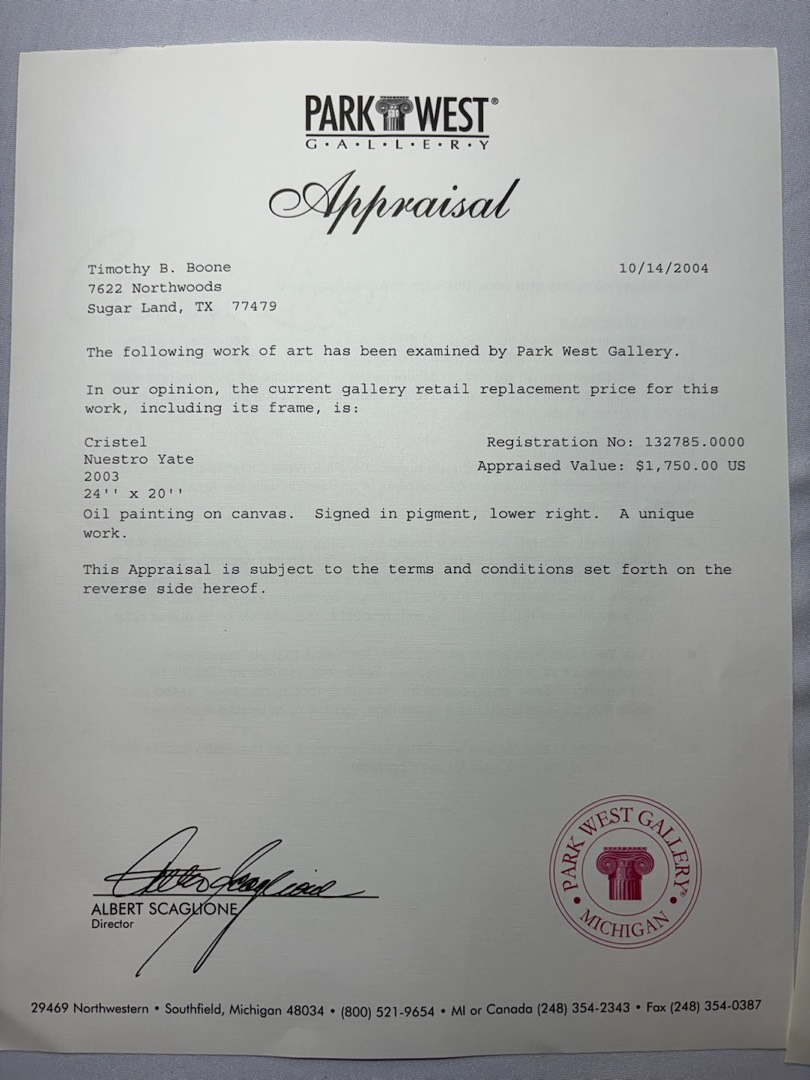 PARK WEST®
G•A•L•L•E•R•Y
Appraisal
Timothy B. Boone 10/14/2004
7622 Northwoods
Sugar Land, TX 77479
The following work of art has been examined by Park West Gallery.
In our opinion, the current gallery retail replacement price for this
work, including its frame, is:
Cristel Registration No: 132785.0000
Nuestro Yate Appraised Value: $1,750.00 US
2003
24'' x 20''
Oil painting on canvas. Signed in pigment, lower right. A unique
work.
This Appraisal is subject to the terms and conditions set forth on the
reverse side hereof.
ALBERT SCAGLIONE
Director
PARK WEST GALLERY®
• MICHIGAN •
29469 Northwestern • Southfield, Michigan 48034 • (800) 521-9654 • MI or Canada (248) 354-2343 • Fax (248) 354-0387